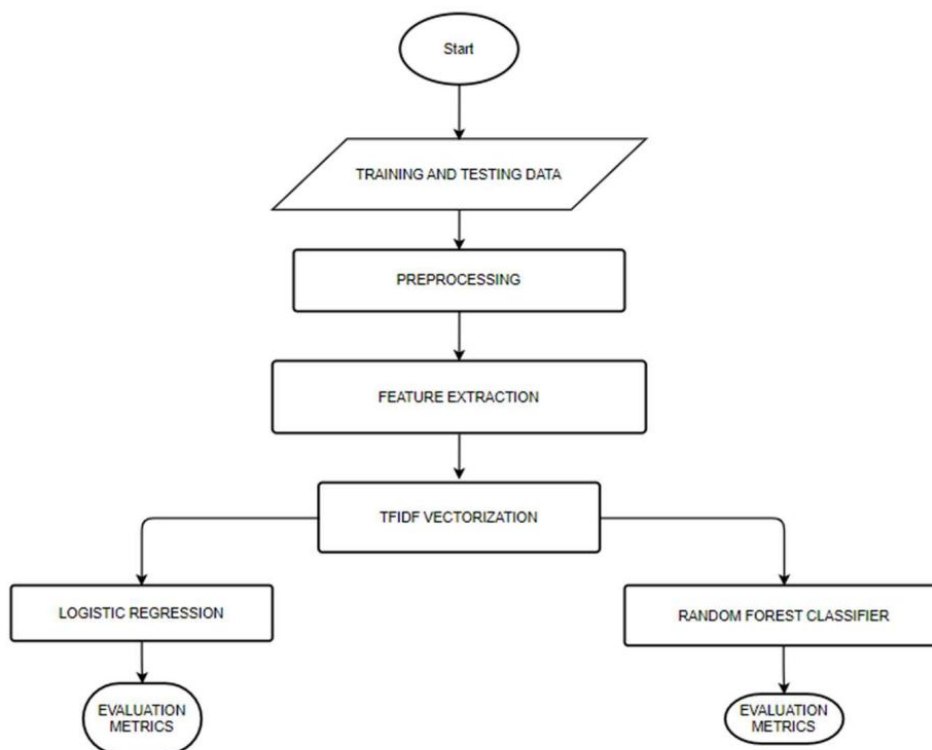 Start
TRAINING AND TESTING DATA
PREPROCESSING
FEATURE EXTRACTION
TFIDF VECTORIZATION
LOGISTIC REGRESSION
RANDOM FOREST CLASSIFIER
EVALUATION
METRICS
EVALUATION
METRICS